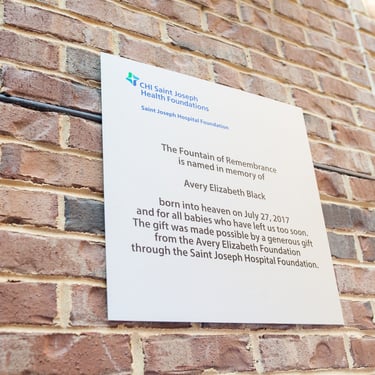 CHI Saint Joseph
Health Foundations
Saint Joseph Hospital Foundation
The Fountain of Remembrance
is named in memory of
Avery Elizabeth Black
born into heaven on July 27, 2017
and for all babies who have left us too soon.
The gift was made possible by a generous gift
from the Avery Elizabeth Foundation
through the Saint Joseph Hospital Foundation.